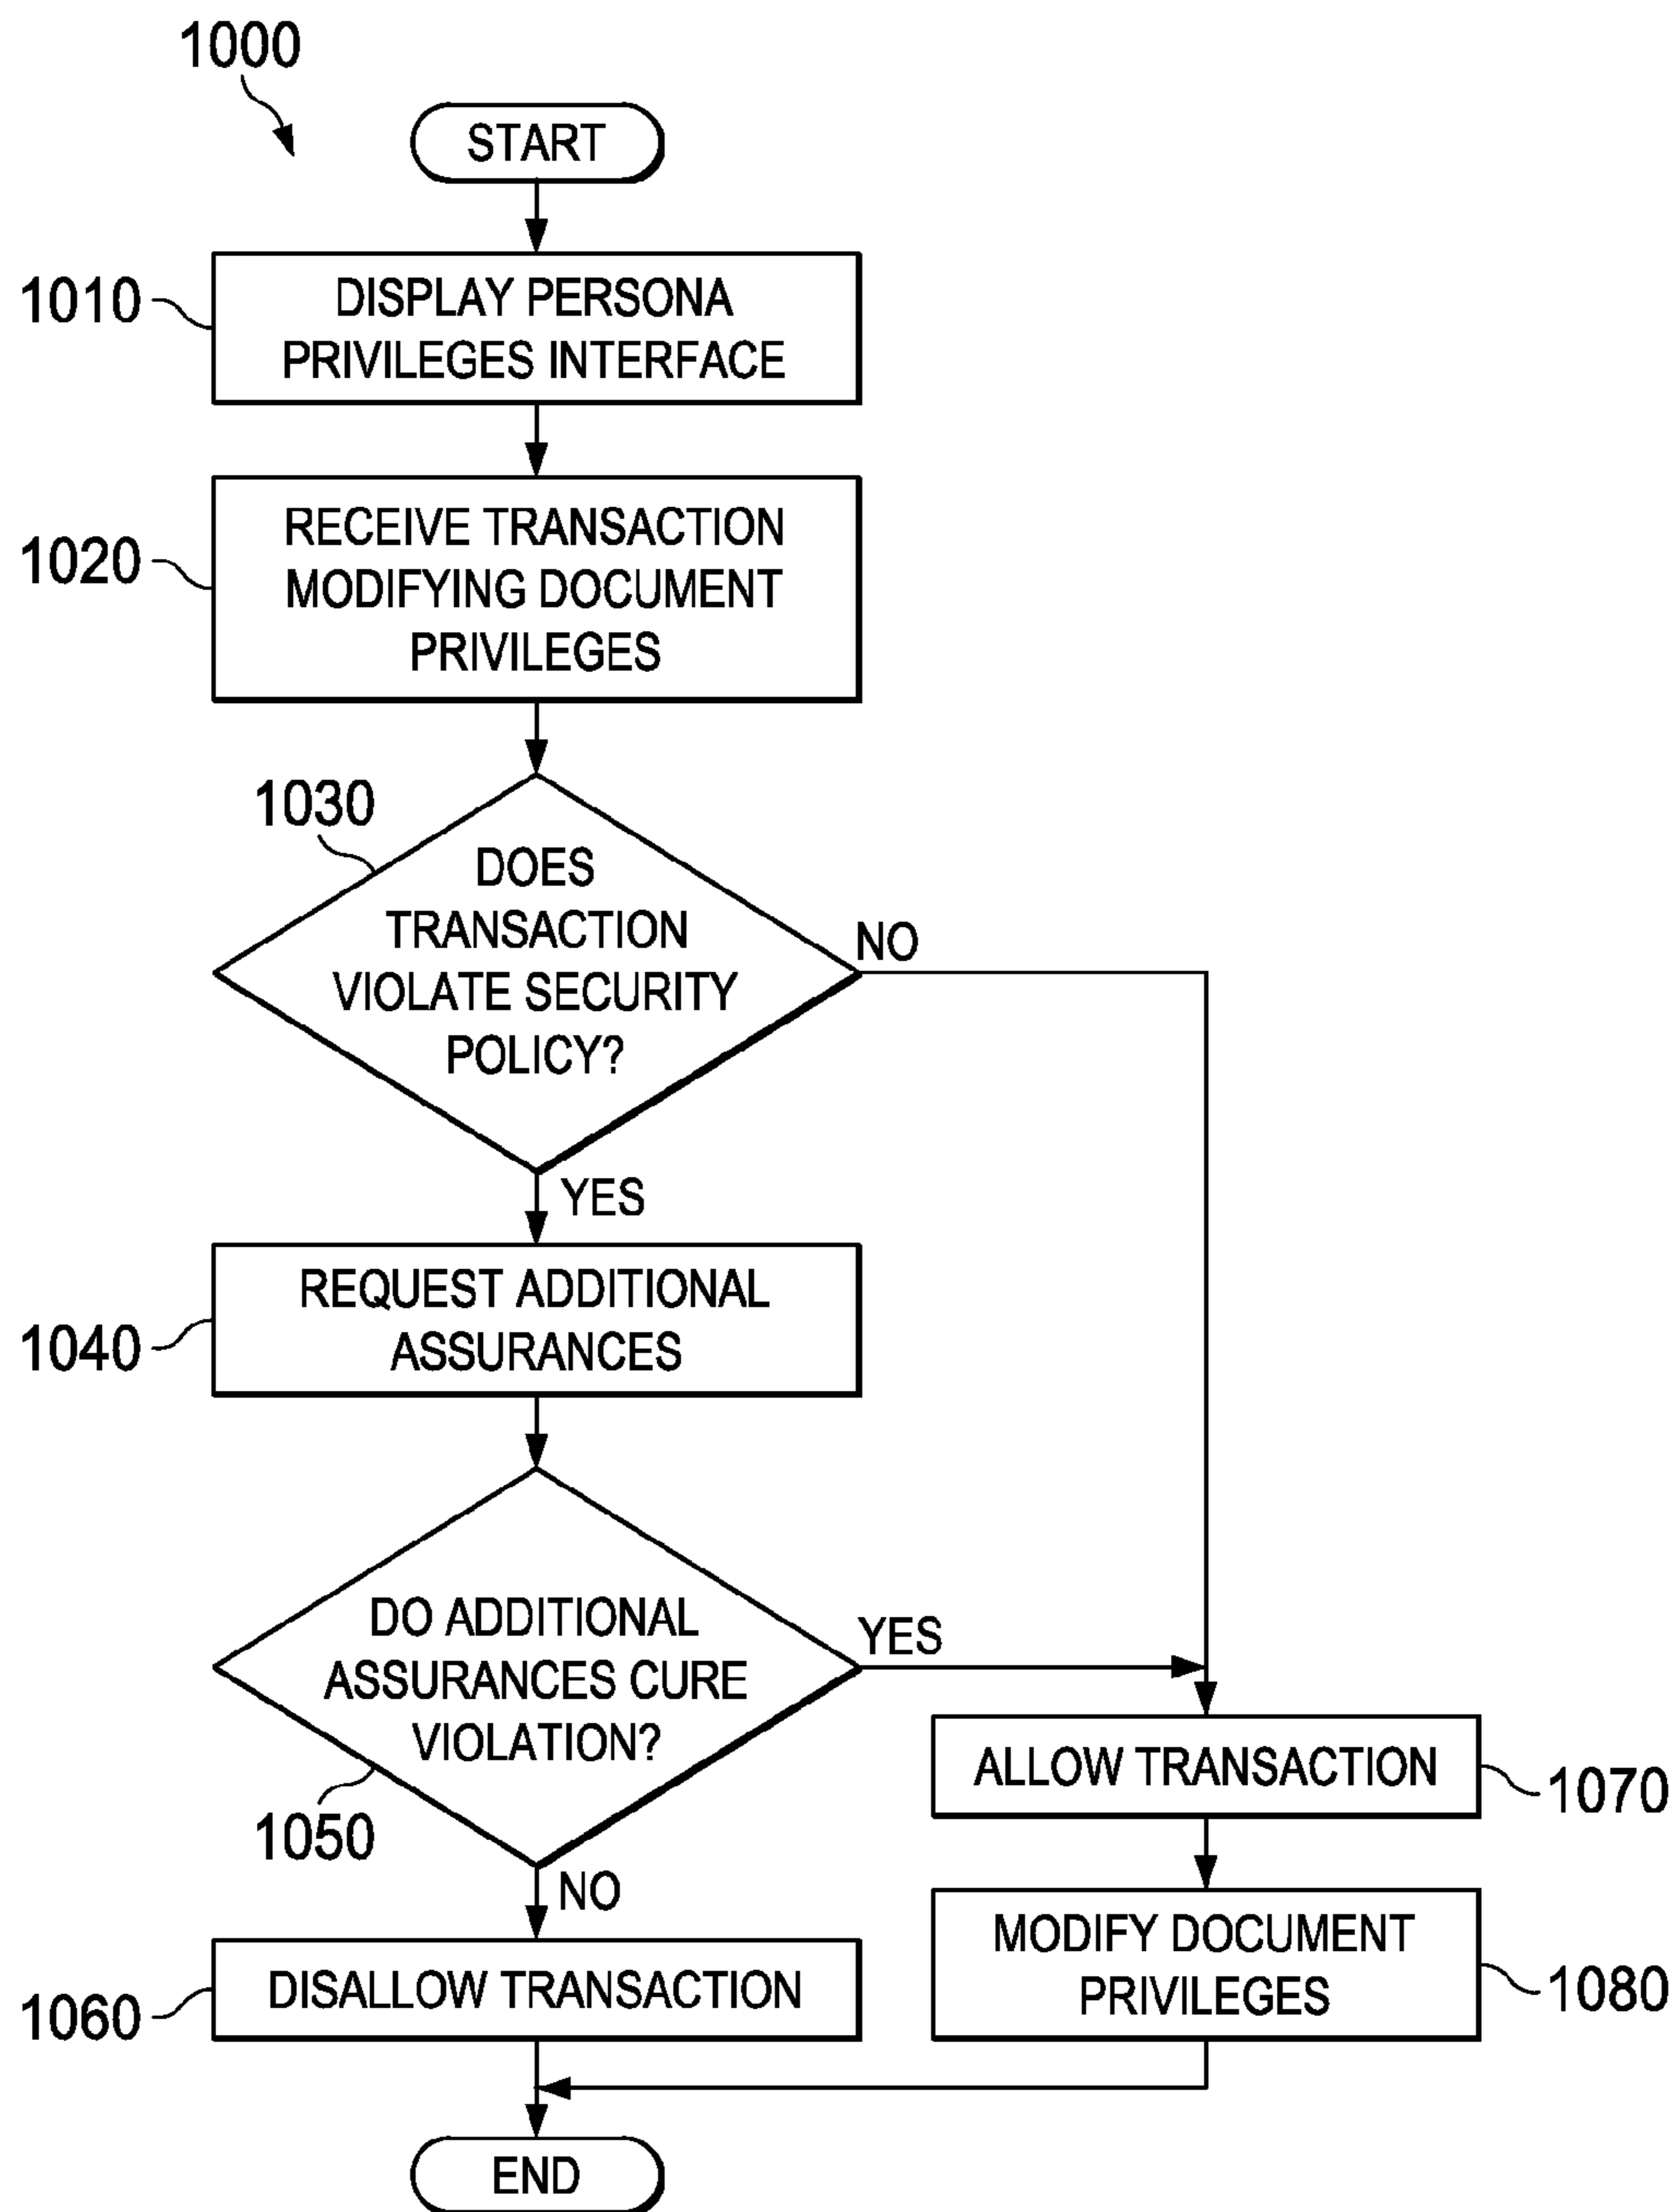 1000
START
1010
DISPLAY PERSONA
PRIVILEGES INTERFACE
1020
RECEIVE TRANSACTION
MODIFYING DOCUMENT
PRIVILEGES
1030
DOES
TRANSACTION
VIOLATE SECURITY
POLICY?
NO
YES
1040
REQUEST ADDITIONAL
ASSURANCES
DO ADDITIONAL
ASSURANCES CURE
VIOLATION?
YES
1050
NO
ALLOW TRANSACTION
1070
1060
DISALLOW TRANSACTION
MODIFY DOCUMENT
PRIVILEGES
1080
END